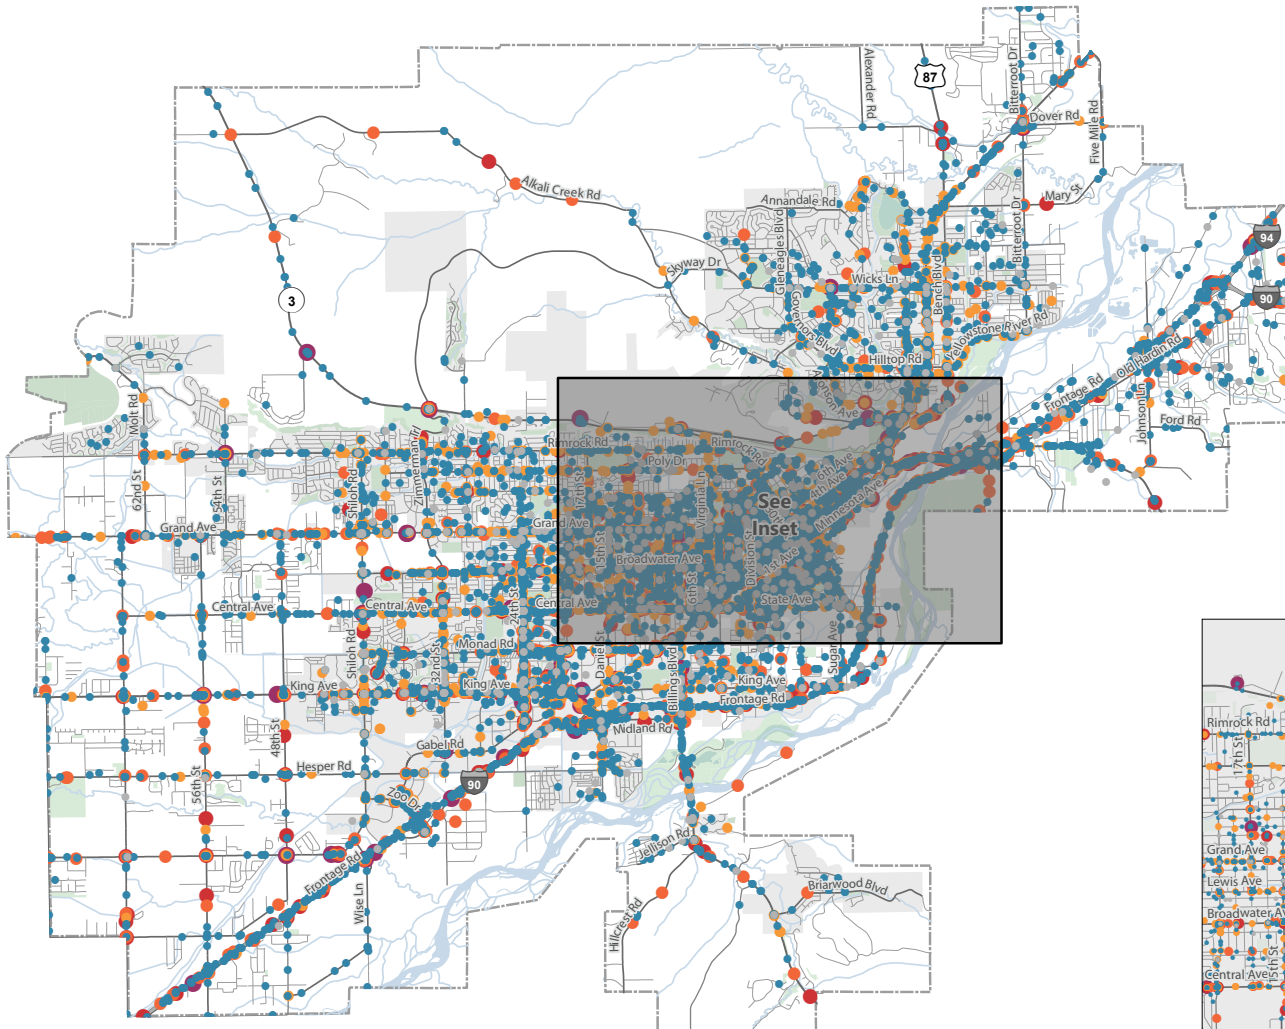 Alexander Rd
87
Bitterroot Dr
Dover Rd
Five Mile Rd
Alkali Creek Rd
Annandale Rd
Mary St
Bitterroot Dr
94
Skyway Dr
Gleneagles Blvd
Wicks Ln
Bench Blvd
90
3
Governors Blvd
Yellowstone River Rd
Hilltop Rd
Old Hardin Rd
Frontage Rd
Johnson Ln
Ford Rd
Aronson Ave
Molt Rd
62nd St
54th St
Shiloh Rd
Zimmerman Trl
Rimrock Rd
Rimrock Rd
Poly Dr
17th St
Virginia Ln
6th Ave
4th Ave
Minnesota Ave
See
Inset
Grand Ave
Grand Ave
15th St
Broadwater Ave
Division St
1st Ave
Central Ave
Central Ave
24th St
Central Ave
6th St
State Ave
Shiloh Rd
32nd St
Monad Rd
Daniel St
Billings Blvd
Sugar Ave
King Ave
King Ave
King Ave
Frontage Rd
48th St
Gabel Rd
Midland Rd
Hesper Rd
90
56th St
Zoo Dr
Frontage Rd
Wise Ln
Jellison Rd
Briarwood Blvd
Hillcrest Rd
Rimrock Rd
17th St
Grand Ave
Lewis Ave
Broadwater Av
15th St
Central Ave